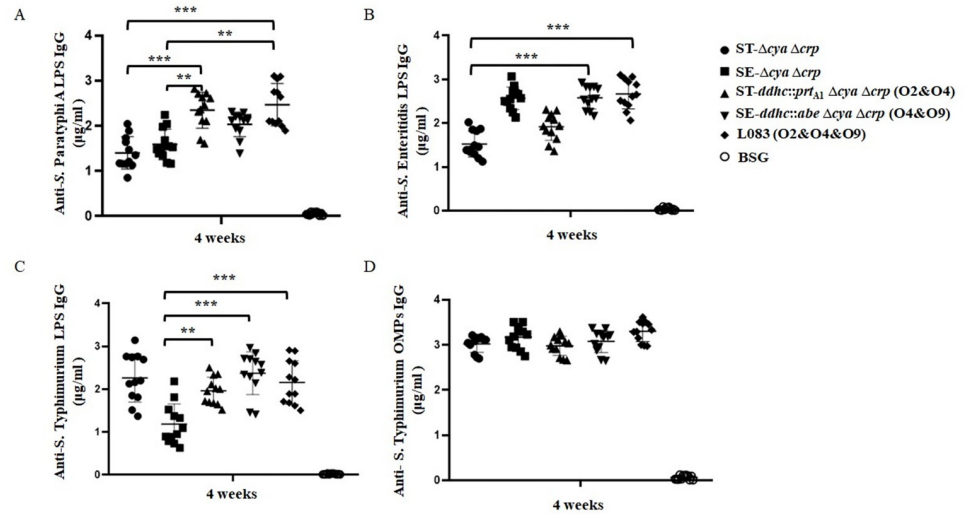 A
***
**
***
**
Anti-S. Paratyphi A LPS IgG
(μg/ml)
4
3
2
1
0
4 weeks
B
***
***
Anti-S. Enteritidis LPS IgG
(μg/ml)
4
3
2
1
0
4 weeks
ST-Δcya Δcrp
SE-Δcya Δcrp
ST-ddhc::prtA1 Δcya Δcrp (O2&O4)
SE-ddhc::abe Δcya Δcrp (O4&O9)
L083 (O2&O4&O9)
BSG
C
***
***
**
Anti-S. Typhimurium LPS IgG
(μg/ml)
4
3
2
1
0
4 weeks
D
Anti- S. Typhimurium OMPs IgG
(μg/ml)
4
3
2
1
0
4 weeks